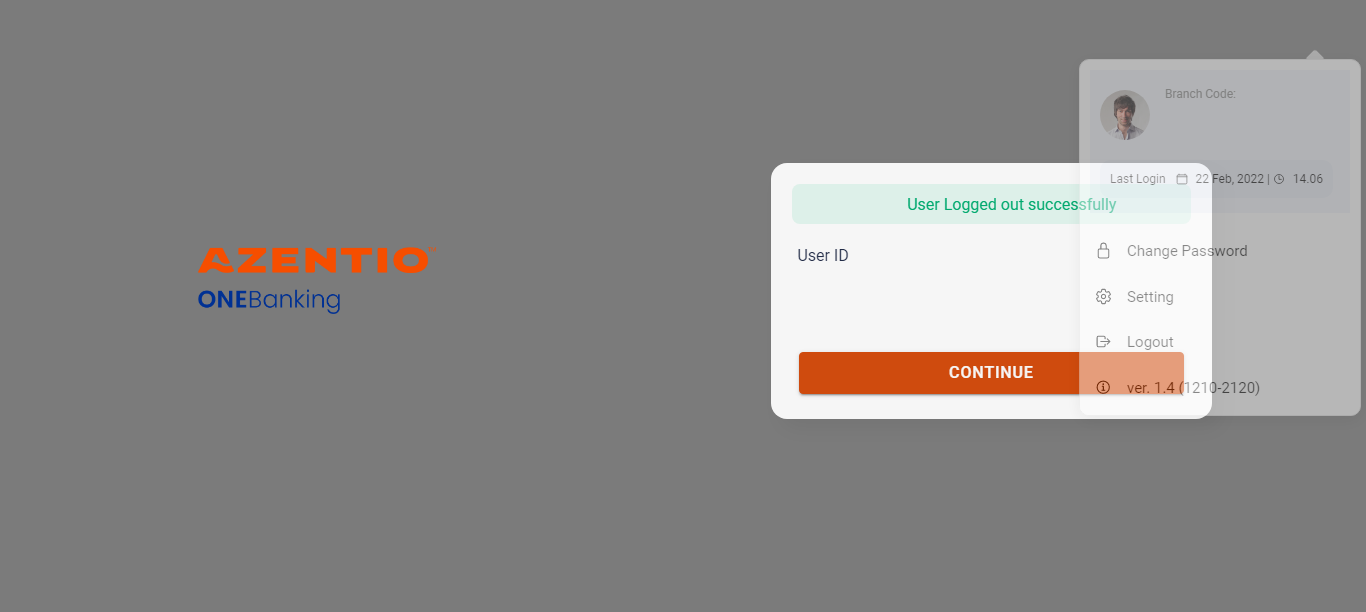 Branch Code:
Last Login 22 Feb, 2022 | 14.06
User Logged out successfully
Change Password
User ID
AZENTIO
ONEBanking
Setting
Logout
CONTINUE
ver. 1.4 (1210-2120)